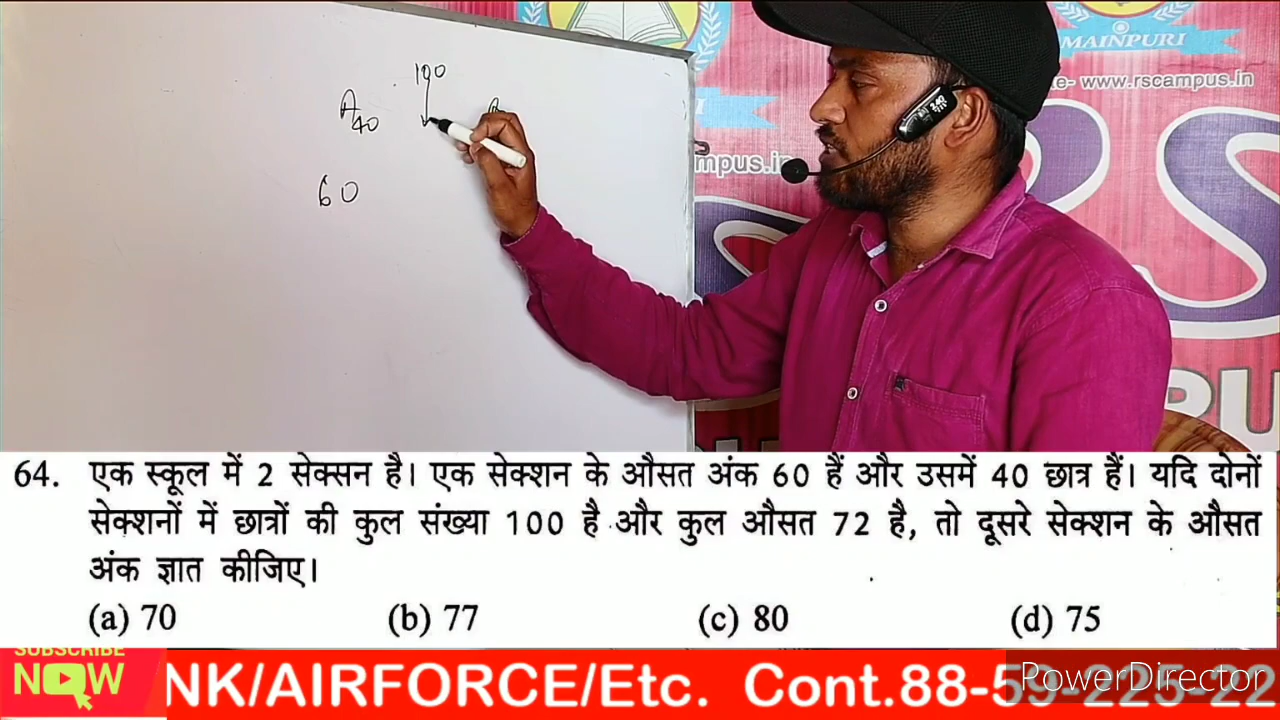 MAINPURI
www.rscampus.in
mpus.in
100
A
40
60
64. एक स्कूल में 2 सेक्सन है। एक सेक्शन के औसत अंक 60 हैं और उसमें 40 छात्र हैं। यदि दोनों
सेक्शनों में छात्रों की कुल संख्या 100 है और कुल औसत 72 है, तो दूसरे सेक्शन के औसत
अंक ज्ञात कीजिए।
(a) 70 (b) 77 (c) 80 (d) 75
SUBSCRIBE
NOW
NK/AIRFORCE/Etc. Cont.88-59-225-22
PowerDirector